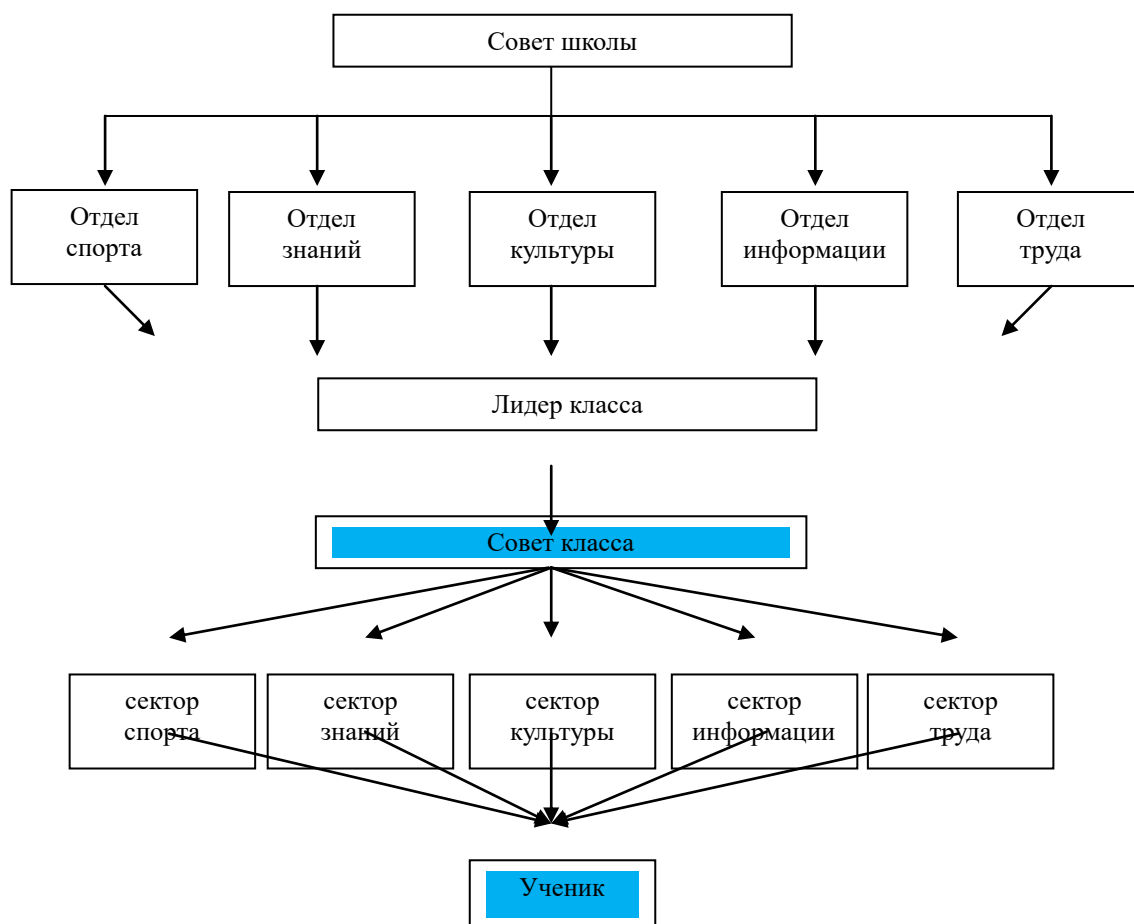 Совет школы
Отдел
спорта
Отдел
знаний
Отдел
культуры
Отдел
информации
Отдел
труда
Лидер класса
Совет класса
сектор
спорта
сектор
знаний
сектор
культуры
сектор
информации
сектор
труда
Ученик